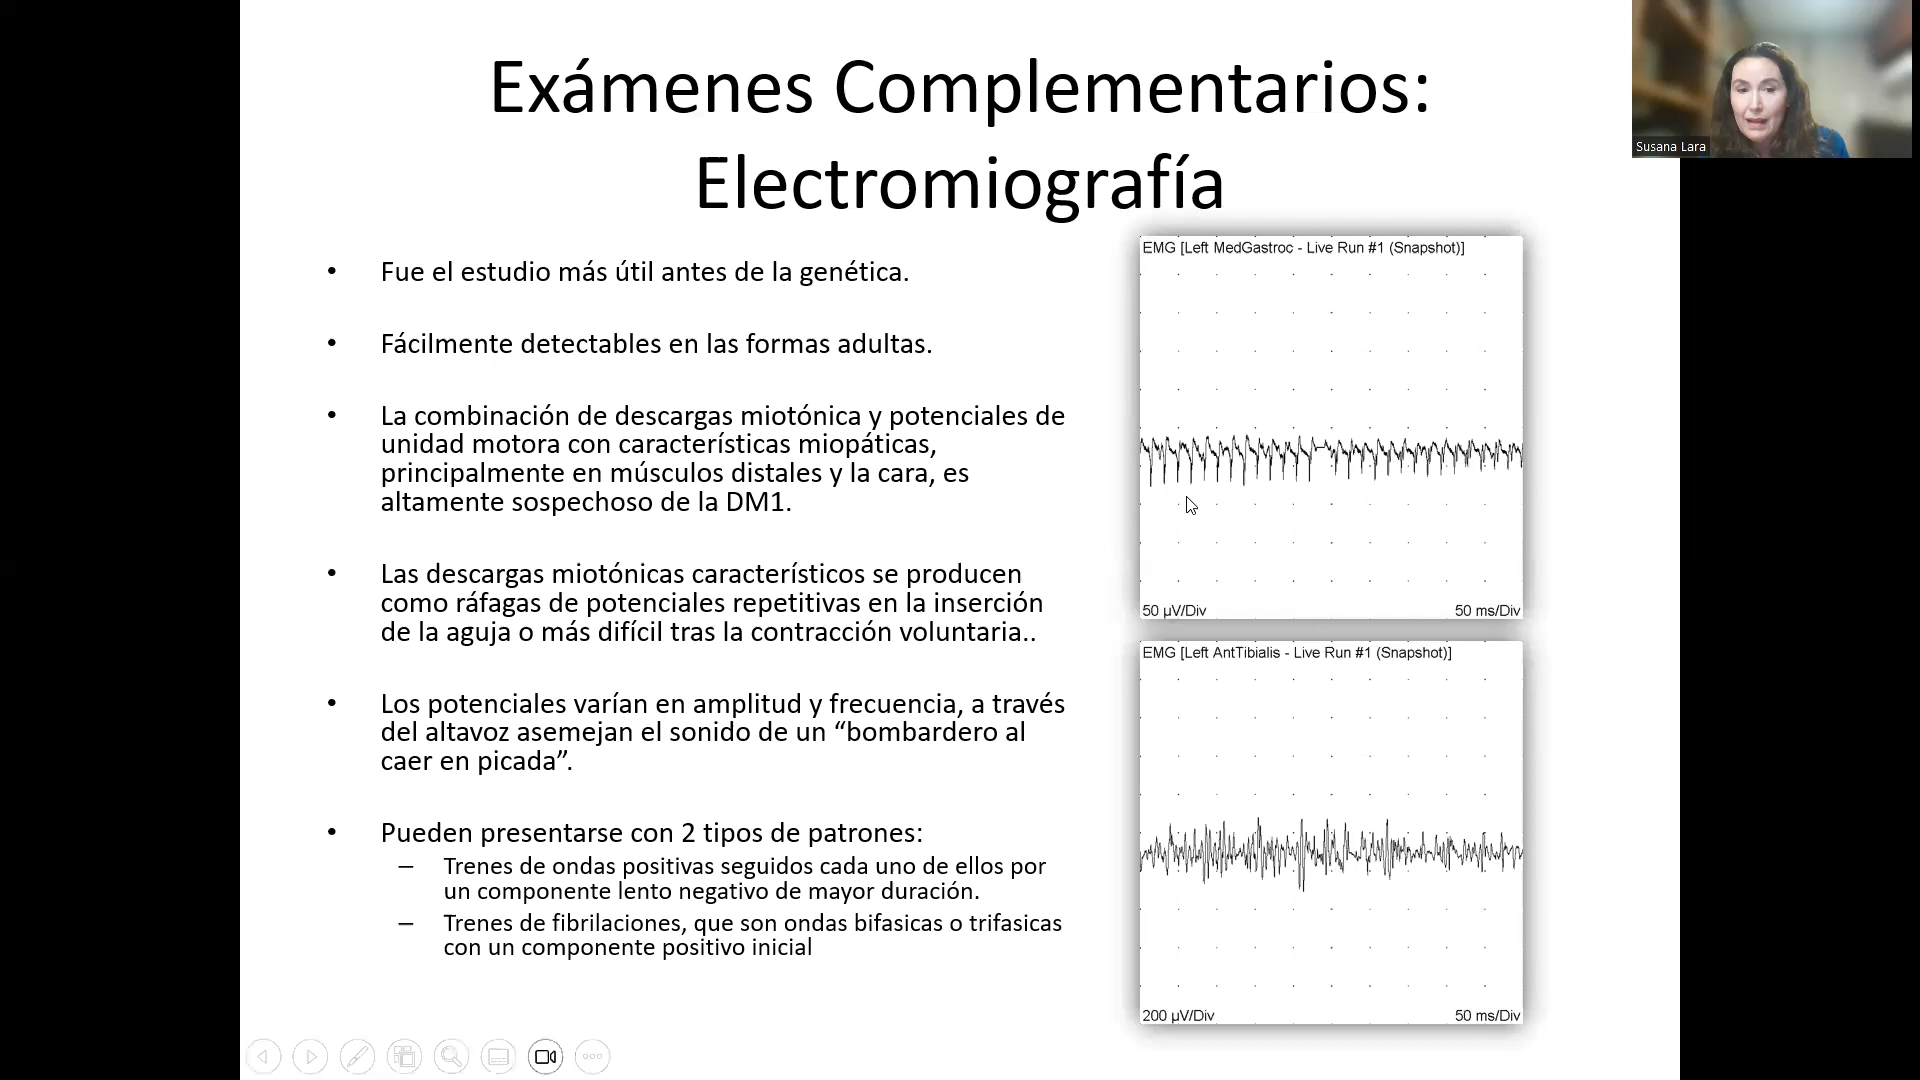 Exámenes Complementarios:
Electromiografía
Susana Lara
• Fue el estudio más útil antes de la genética.
• Fácilmente detectables en las formas adultas.
• La combinación de descargas miotónica y potenciales de
unidad motora con características miopáticas,
principalmente en músculos distales y la cara, es
altamente sospechoso de la DM1.
• Las descargas miotónicas característicos se producen
como ráfagas de potenciales repetitivas en la inserción
de la aguja o más difícil tras la contracción voluntaria..
• Los potenciales varían en amplitud y frecuencia, a través
del altavoz asemejan el sonido de un “bombardero al
caer en picada”.
• Pueden presentarse con 2 tipos de patrones:
– Trenes de ondas positivas seguidos cada uno de ellos por
un componente lento negativo de mayor duración.
– Trenes de fibrilaciones, que son ondas bifasicas o trifasicas
con un componente positivo inicial
EMG [Left MedGastroc - Live Run #1 (Snapshot)]
50 µV/Div 50 ms/Div
EMG [Left AntTibialis - Live Run #1 (Snapshot)]
200 µV/Div 50 ms/Div